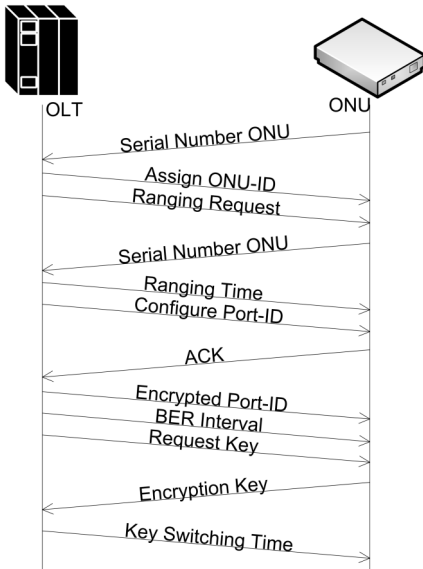 OLT
ONU
Serial Number ONU
Assign ONU-ID
Ranging Request
Serial Number ONU
Ranging Time
Configure Port-ID
ACK
Encrypted Port-ID
BER Interval
Request Key
Encryption Key
Key Switching Time